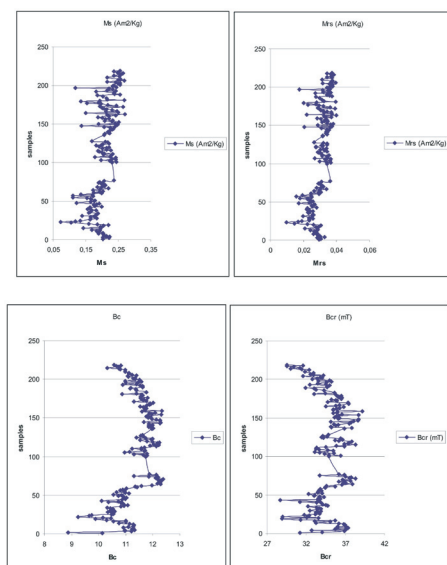 Ms (Am2/Kg)
250
200
150
100
50
0
0,05 0,15 0,25 0,35
samples
Ms
Ms (Am2/Kg)
Mrs (Am2/Kg)
250
200
150
100
50
0
0 0,02 0,04 0,06
samples
Mrs
Mrs (Am2/Kg)
Bc
250
200
150
100
50
0
8 9 10 11 12 13
samples
Bc
Bc
Bcr (mT)
250
200
150
100
50
0
27 32 37 42
samples
Bcr
Bcr (mT)